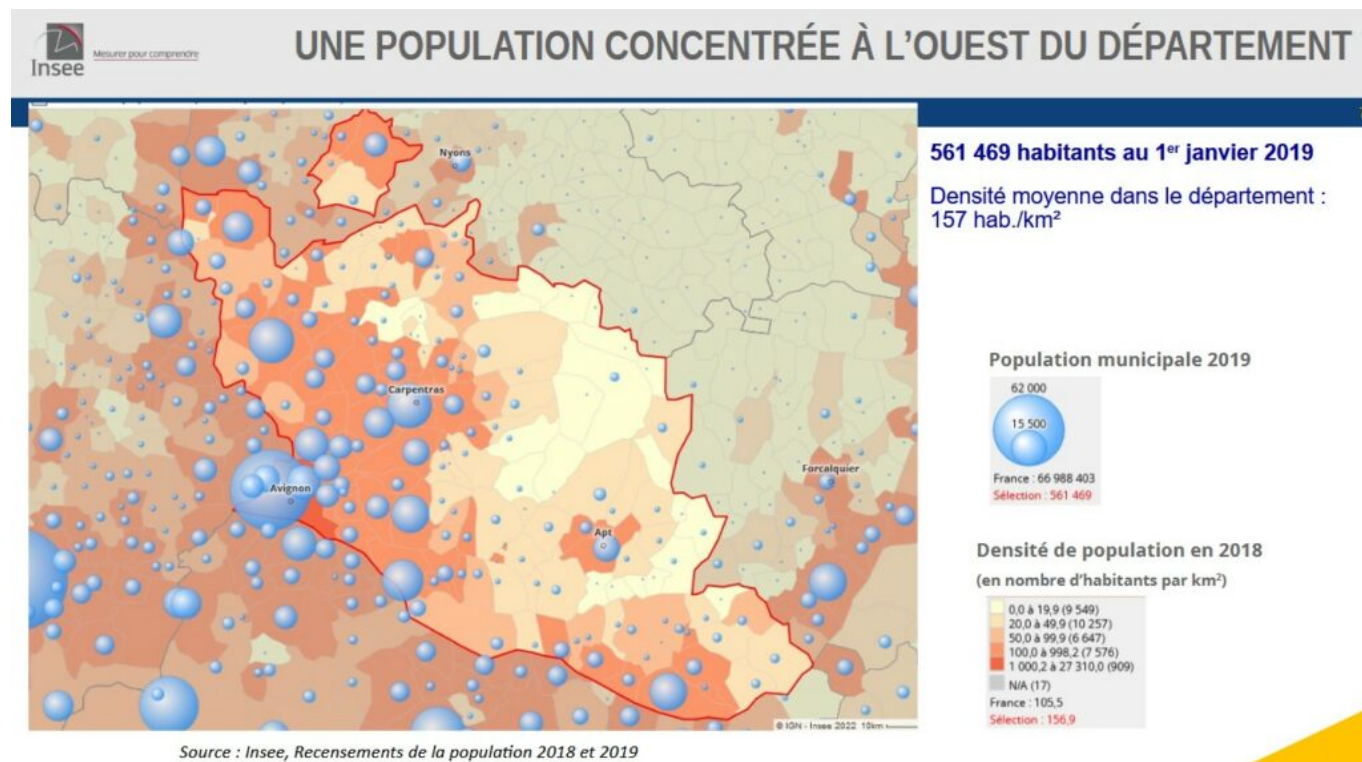 Insee
Mesurer pour comprendre
UNE POPULATION CONCENTRÉE À L'OUEST DU DÉPARTEMENT
561 469 habitants au 1er janvier 2019
Densité moyenne dans le département :
157 hab./km²
Nyons
Carpentras
Avignon
Apt
Forcalquier
© IGN - Insee 2022 10km
Population municipale 2019
62 000
15 500
France : 66 988 403
Sélection : 561 469
Densité de population en 2018
(en nombre d'habitants par km²)
0,0 à 19,9 (9 549)
20,0 à 49,9 (10 257)
50,0 à 99,9 (6 647)
100,0 à 998,2 (7 576)
1 000,2 à 27 310,0 (909)
N/A (17)
France : 105,5
Sélection : 156,9
Source : Insee, Recensements de la population 2018 et 2019